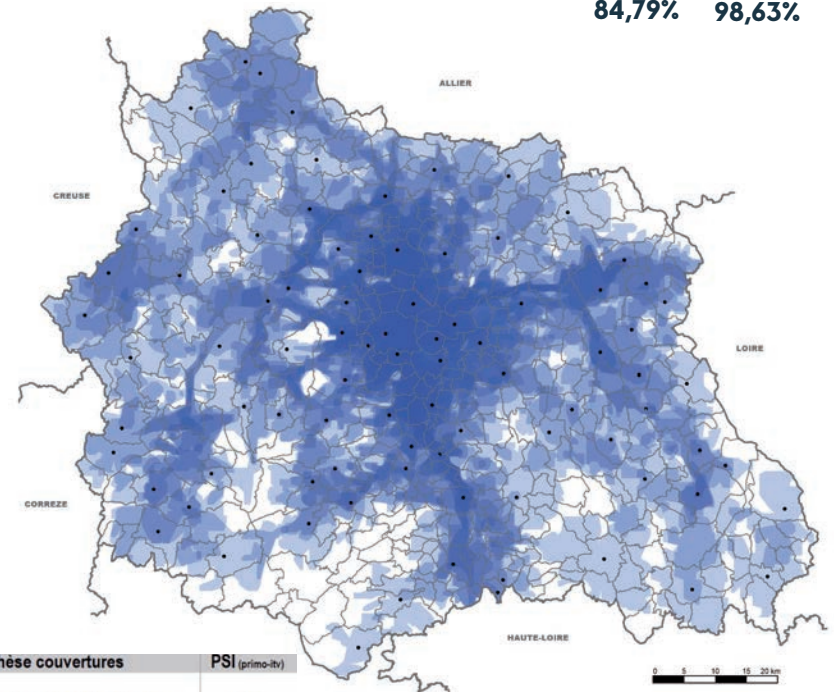 84,79% 98,63%
ALLIER
CREUSE
LOIRE
CORREZE
HAUTE-LOIRE
couvertures PSI (primo-itv)
0 5 10 15 20 km